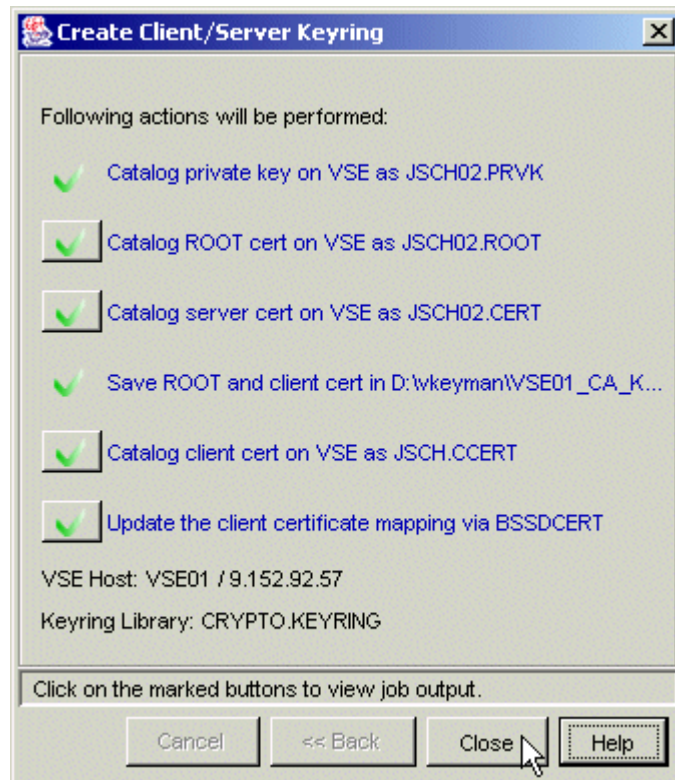 Create Client/Server Keyring
Following actions will be performed:
Catalog private key on VSE as JSCH02.PRVK
Catalog ROOT cert on VSE as JSCH02.ROOT
Catalog server cert on VSE as JSCH02.CERT
Save ROOT and client cert in D:\vkeyman\VSE01_CA_K...
Catalog client cert on VSE as JSCH.CCERT
Update the client certificate mapping via BSSDCERT
VSE Host: VSE01 / 9.152.92.57
Keyring Library: CRYPTO.KEYRING
Click on the marked buttons to view job output.
Cancel << Back Close Help